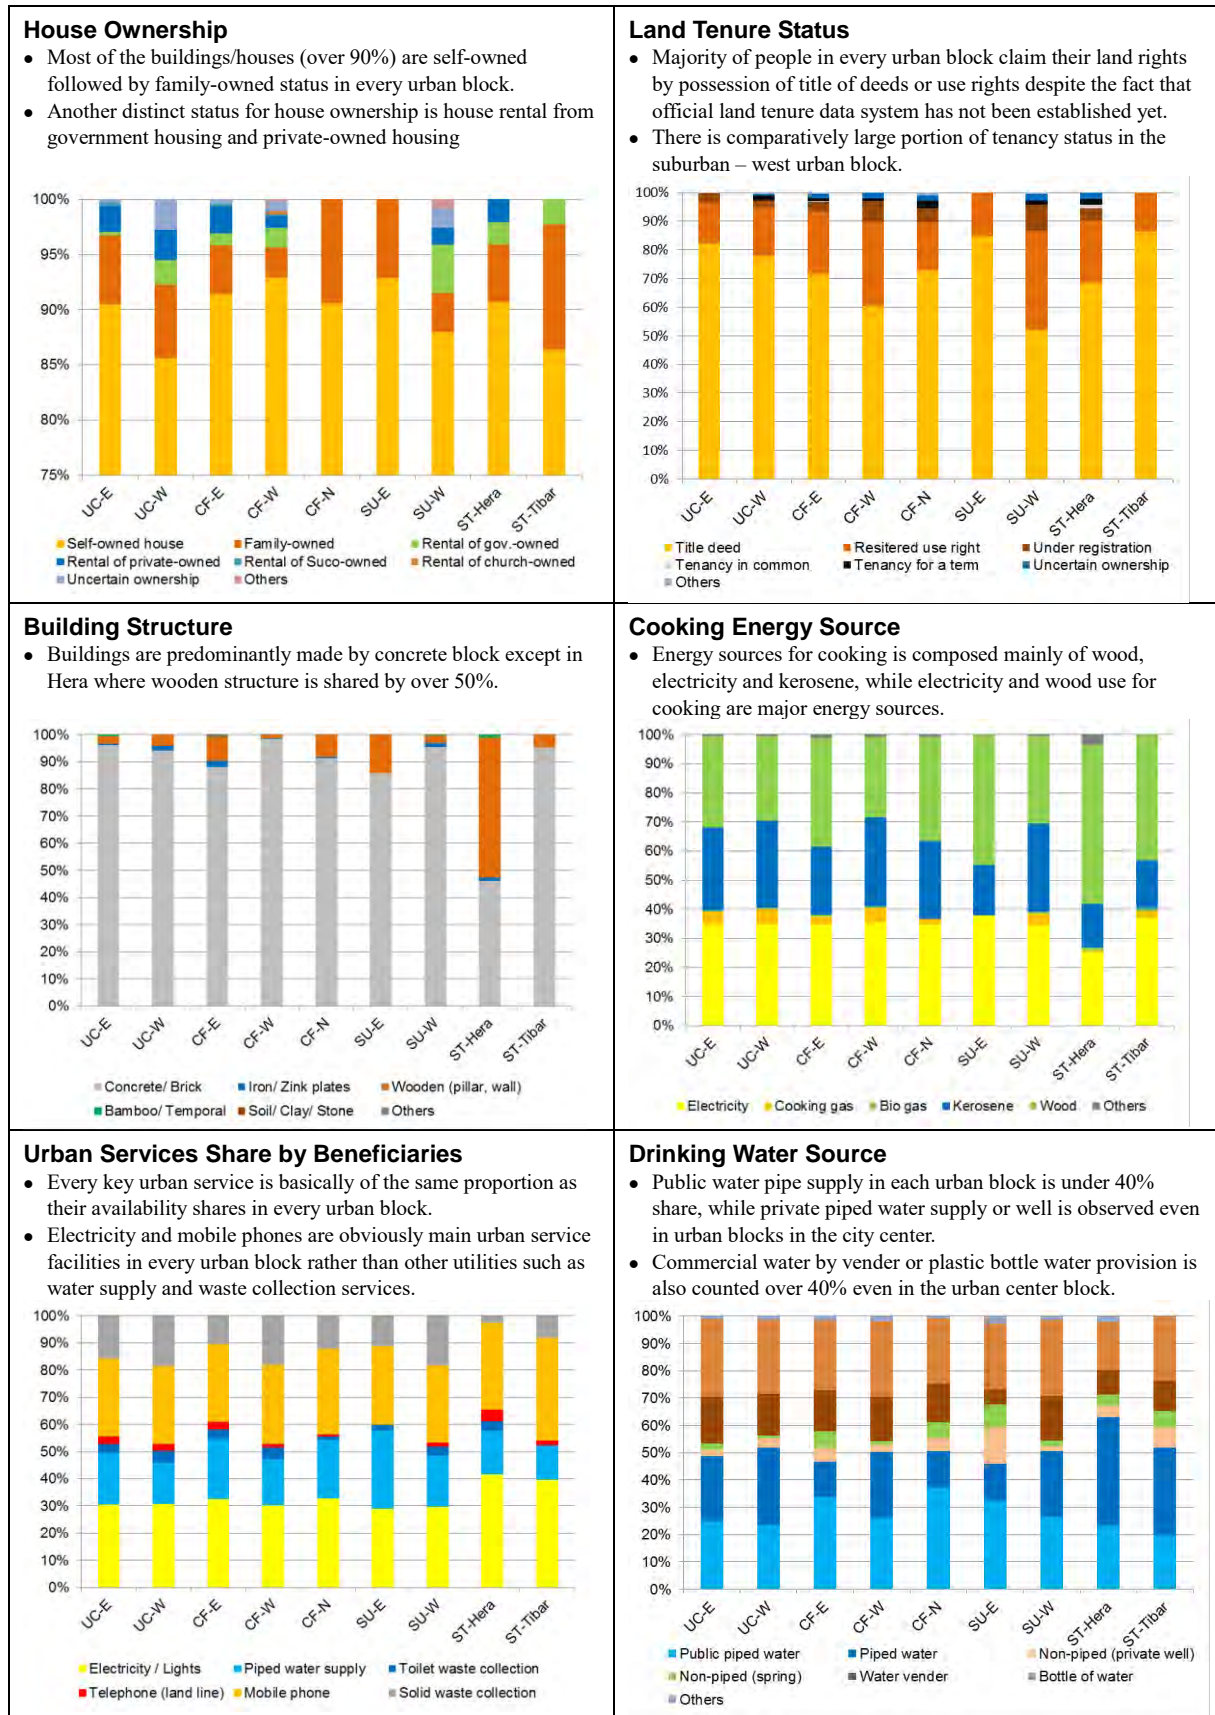 House Ownership
• Most of the buildings/houses (over 90%) are self-owned
followed by family-owned status in every urban block.
• Another distinct status for house ownership is house rental from
government housing and private-owned housing
100%
95%
90%
85%
80%
75%
UC-E UC-W CF-E CF-W CF-N SU-E SU-W ST-Hera ST-Tibar
Self-owned house Family-owned Rental of gov.-owned
Rental of private-owned Rental of Suco-owned Rental of church-owned
Uncertain ownership Others
Land Tenure Status
• Majority of people in every urban block claim their land rights
by possession of title of deeds or use rights despite the fact that
official land tenure data system has not been established yet.
• There is comparatively large portion of tenancy status in the
suburban – west urban block.
100%
90%
80%
70%
60%
50%
40%
30%
20%
10%
0%
UC-E UC-W CF-E CF-W CF-N SU-E SU-W ST-Hera ST-Tibar
Title deed Resitered use right Under registration
Tenancy in common Tenancy for a term Uncertain ownership
Others
Building Structure
• Buildings are predominantly made by concrete block except in
Hera where wooden structure is shared by over 50%.
100%
90%
80%
70%
60%
50%
40%
30%
20%
10%
0%
UC-E UC-W CF-E CF-W CF-N SU-E SU-W ST-Hera ST-Tibar
Concrete/ Brick Iron/ Zink plates Wooden (pillar, wall)
Bamboo/ Temporal Soil/ Clay/ Stone Others
Cooking Energy Source
• Energy sources for cooking is composed mainly of wood,
electricity and kerosene, while electricity and wood use for
cooking are major energy sources.
100%
90%
80%
70%
60%
50%
40%
30%
20%
10%
0%
UC-E UC-W CF-E CF-W CF-N SU-E SU-W ST-Hera ST-Tibar
Electricity Cooking gas Bio gas Kerosene Wood Others
Urban Services Share by Beneficiaries
• Every key urban service is basically of the same proportion as
their availability shares in every urban block.
• Electricity and mobile phones are obviously main urban service
facilities in every urban block rather than other utilities such as
water supply and waste collection services.
100%
90%
80%
70%
60%
50%
40%
30%
20%
10%
0%
UC-E UC-W CF-E CF-W CF-N SU-E SU-W ST-Hera ST-Tibar
Electricity / Lights Piped water supply Toilet waste collection
Telephone (land line) Mobile phone Solid waste collection
Drinking Water Source
• Public water pipe supply in each urban block is under 40%
share, while private piped water supply or well is observed even
in urban blocks in the city center.
• Commercial water by vender or plastic bottle water provision is
also counted over 40% even in the urban center block.
100%
90%
80%
70%
60%
50%
40%
30%
20%
10%
0%
UC-E UC-W CF-E CF-W CF-N SU-E SU-W ST-Hera ST-Tibar
Public piped water Piped water Non-piped (private well)
Non-piped (spring) Water vender Bottle of water
Others